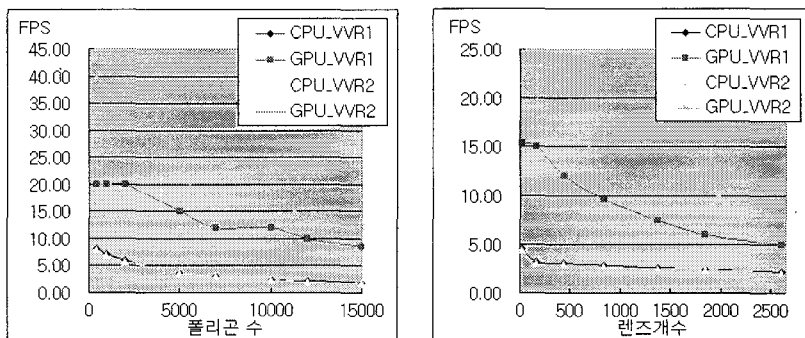 FPS
45.00
40.00
35.00
30.00
25.00
20.00
15.00
10.00
5.00
0.00
0 5000 10000 15000
폴리곤 수
CPU_VVR1
GPU_VVR1
CPU_VVR2
GPU_VVR2
FPS
25.00
20.00
15.00
10.00
5.00
0.00
0 500 1000 1500 2000 2500
렌즈개수
CPU_VVR1
GPU_VVR1
CPU_VVR2
GPU_VVR2